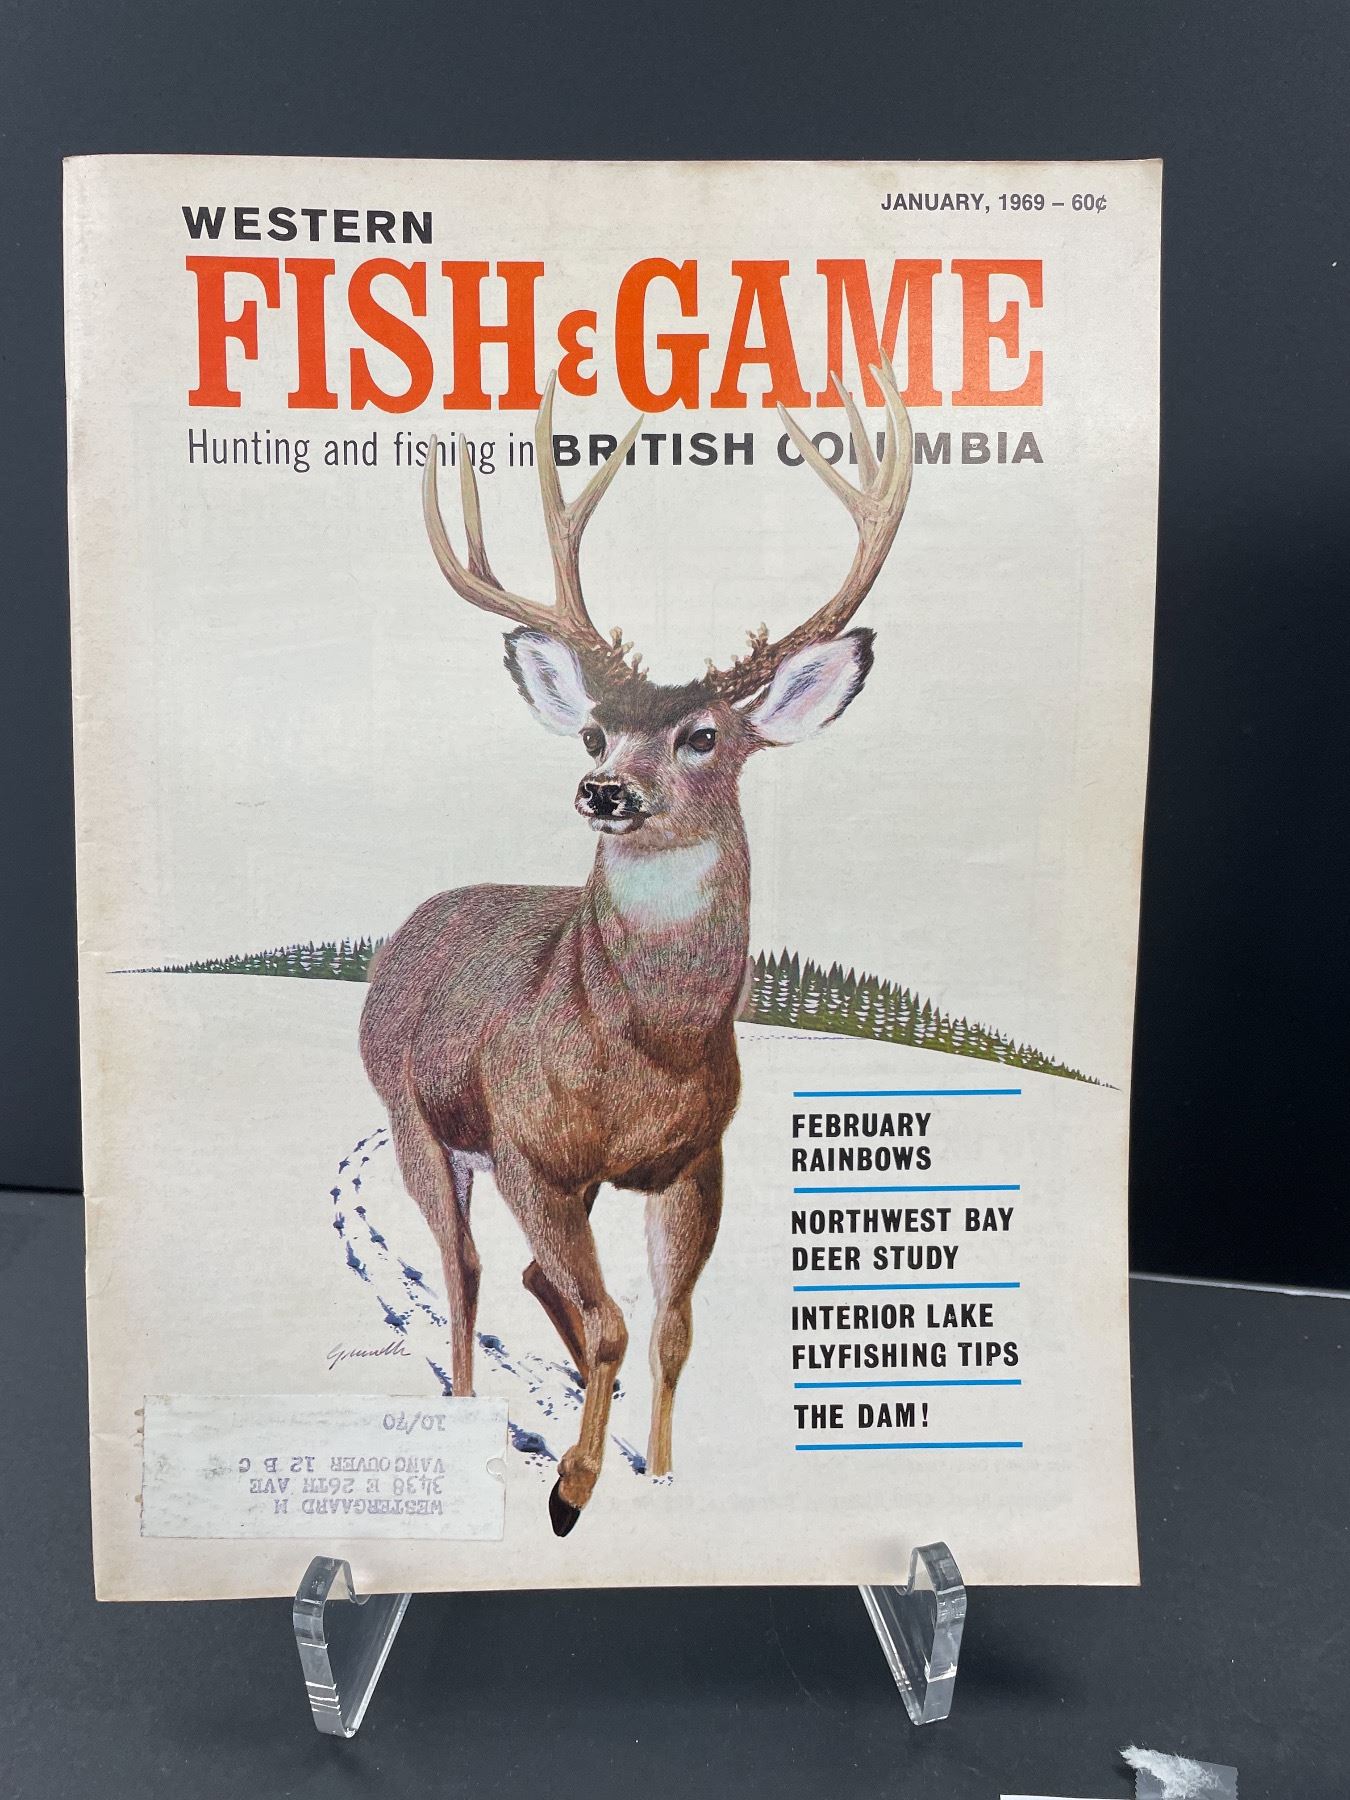 JANUARY, 1969 – 60¢
WESTERN
FISH & GAME
Hunting and fishing in BRITISH COLUMBIA
FEBRUARY
RAINBOWS
NORTHWEST BAY
DEER STUDY
INTERIOR LAKE
FLYFISHING TIPS
THE DAM!
WESTERGAARD M
3438 E 26TH AVE
VANCOUVER 12 B C
10/70